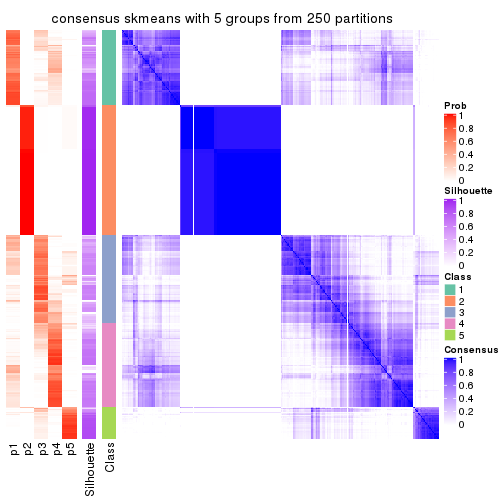 consensus skmeans with 5 groups from 250 partitions
Prob
1
0.8
0.6
0.4
0.2
0
Silhouette
1
0.8
0.6
0.4
0.2
0
Class
1
2
3
4
5
Consensus
1
0.8
0.6
0.4
0.2
0
p1
p2
p3
p4
p5
Silhouette
Class